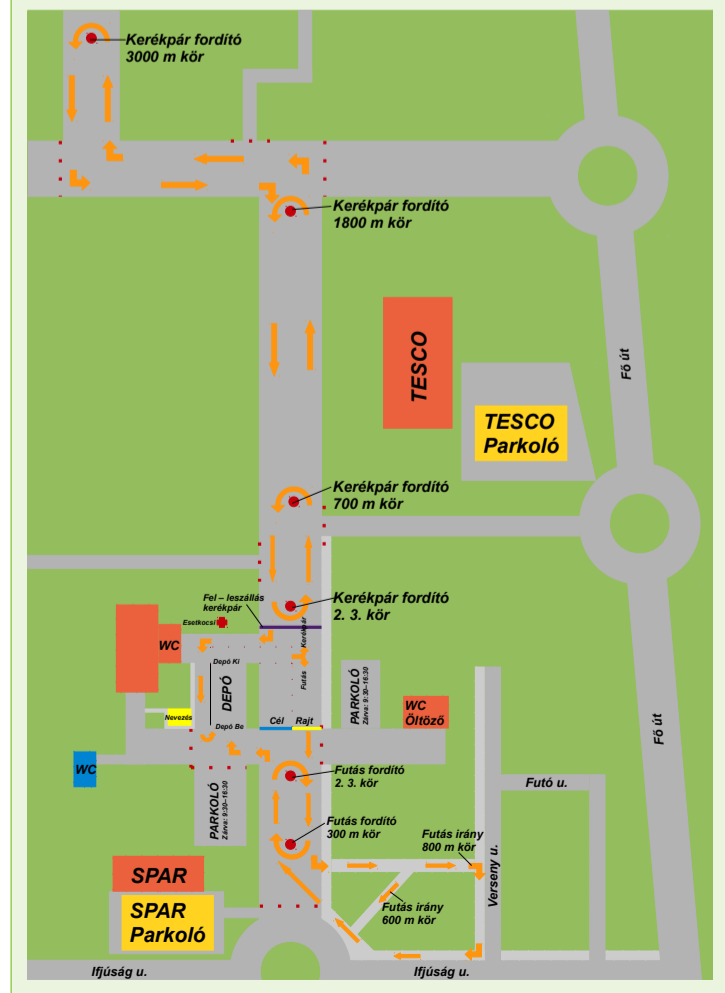 Kerékpár fordító
3000 m kör
Kerékpár fordító
1800 m kör
TESCO
TESCO
Parkoló
Fő út
Kerékpár fordító
700 m kör
Fel – leszállás
kerékpár
Kerékpár fordító
2. 3. kör
Esetkocsi
Kerékpár
WC
Depó Ki
DEPÓ
Futás
PARKOLÓ
Zárva: 9:30–16:30
Nevezés
Depó Be
Cél
Rajt
WC
Öltöző
Fő út
WC
PARKOLÓ
Zárva: 9:30–16:30
Futás fordító
2. 3. kör
Futó u.
Futás fordító
300 m kör
Futás irány
800 m kör
Verseny u.
SPAR
SPAR
Parkoló
Futás irány
600 m kör
Ifjúság u.
Ifjúság u.